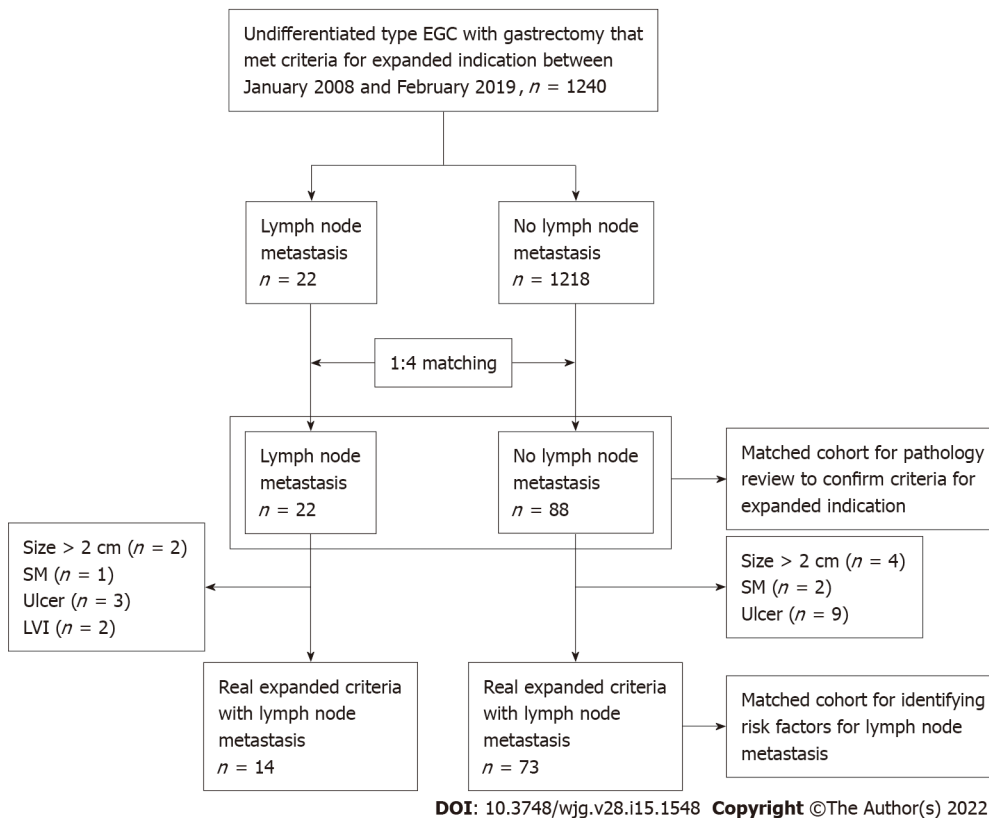 Undifferentiated type EGC with gastrectomy that
met criteria for expanded indication between
January 2008 and February 2019, n = 1240
Lymph node
metastasis
n = 22
No lymph node
metastasis
n = 1218
1:4 matching
Lymph node
metastasis
n = 22
No lymph node
metastasis
n = 88
Matched cohort for pathology
review to confirm criteria for
expanded indication
Size > 2 cm (n = 2)
SM (n = 1)
Ulcer (n = 3)
LVI (n = 2)
Size > 2 cm (n = 4)
SM (n = 2)
Ulcer (n = 9)
Real expanded criteria
with lymph node
metastasis
n = 14
Real expanded criteria
with lymph node
metastasis
n = 73
Matched cohort for identifying
risk factors for lymph node
metastasis
DOI: 10.3748/wjg.v28.i15.1548 Copyright ©The Author(s) 2022